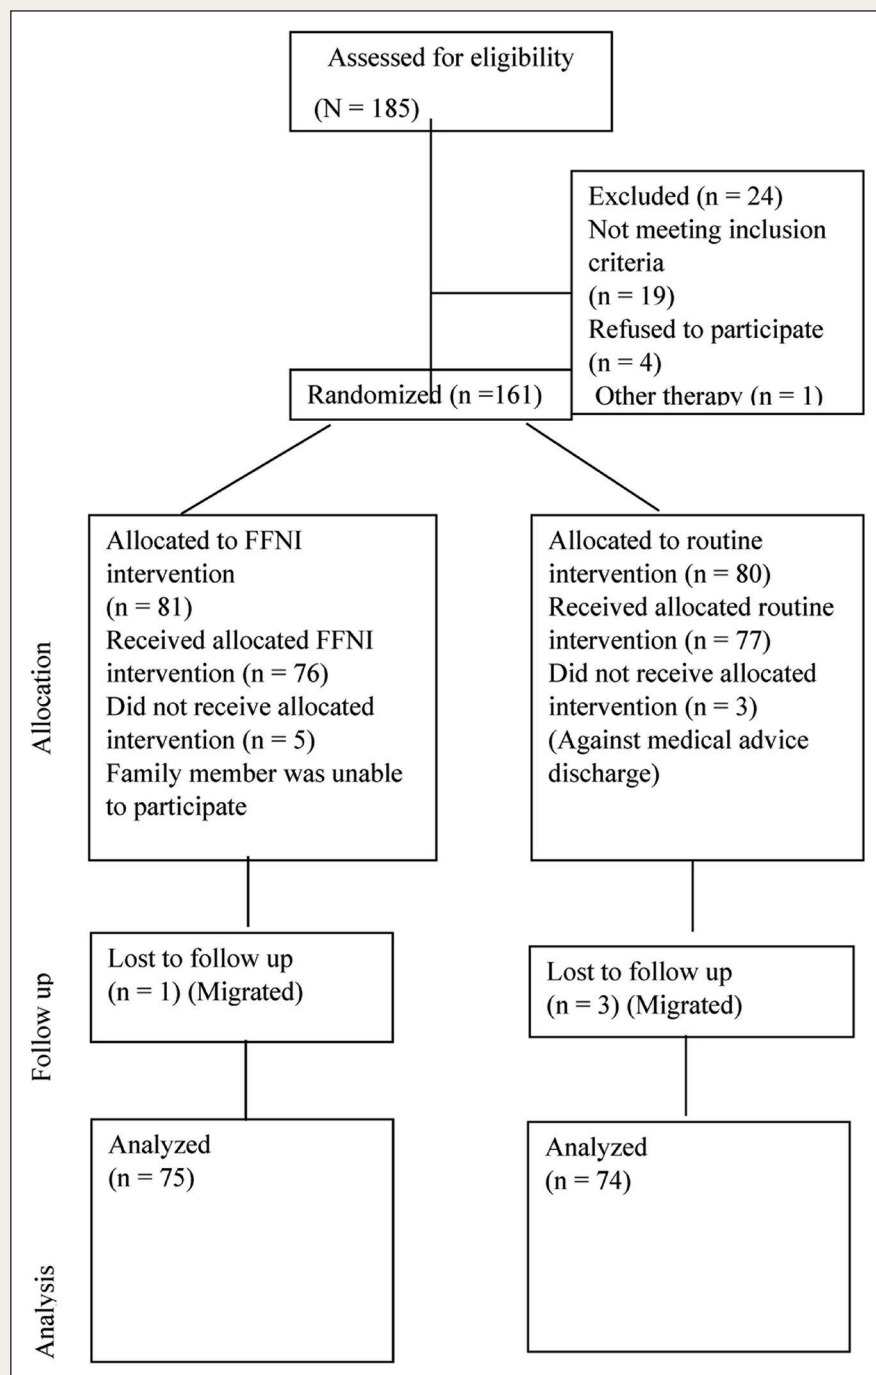 Assessed for eligibility
(N = 185)
Excluded (n = 24)
Not meeting inclusion
criteria
(n = 19)
Refused to participate
(n = 4)
Other therapy (n = 1)
Randomized (n =161)
Allocation
Allocated to FFNI
intervention
(n = 81)
Received allocated FFNI
intervention (n = 76)
Did not receive allocated
intervention (n = 5)
Family member was unable
to participate
Allocated to routine
intervention (n = 80)
Received allocated routine
intervention (n = 77)
Did not receive allocated
intervention (n = 3)
(Against medical advice
discharge)
Follow up
Lost to follow up
(n = 1) (Migrated)
Lost to follow up
(n = 3) (Migrated)
Analysis
Analyzed
(n = 75)
Analyzed
(n = 74)